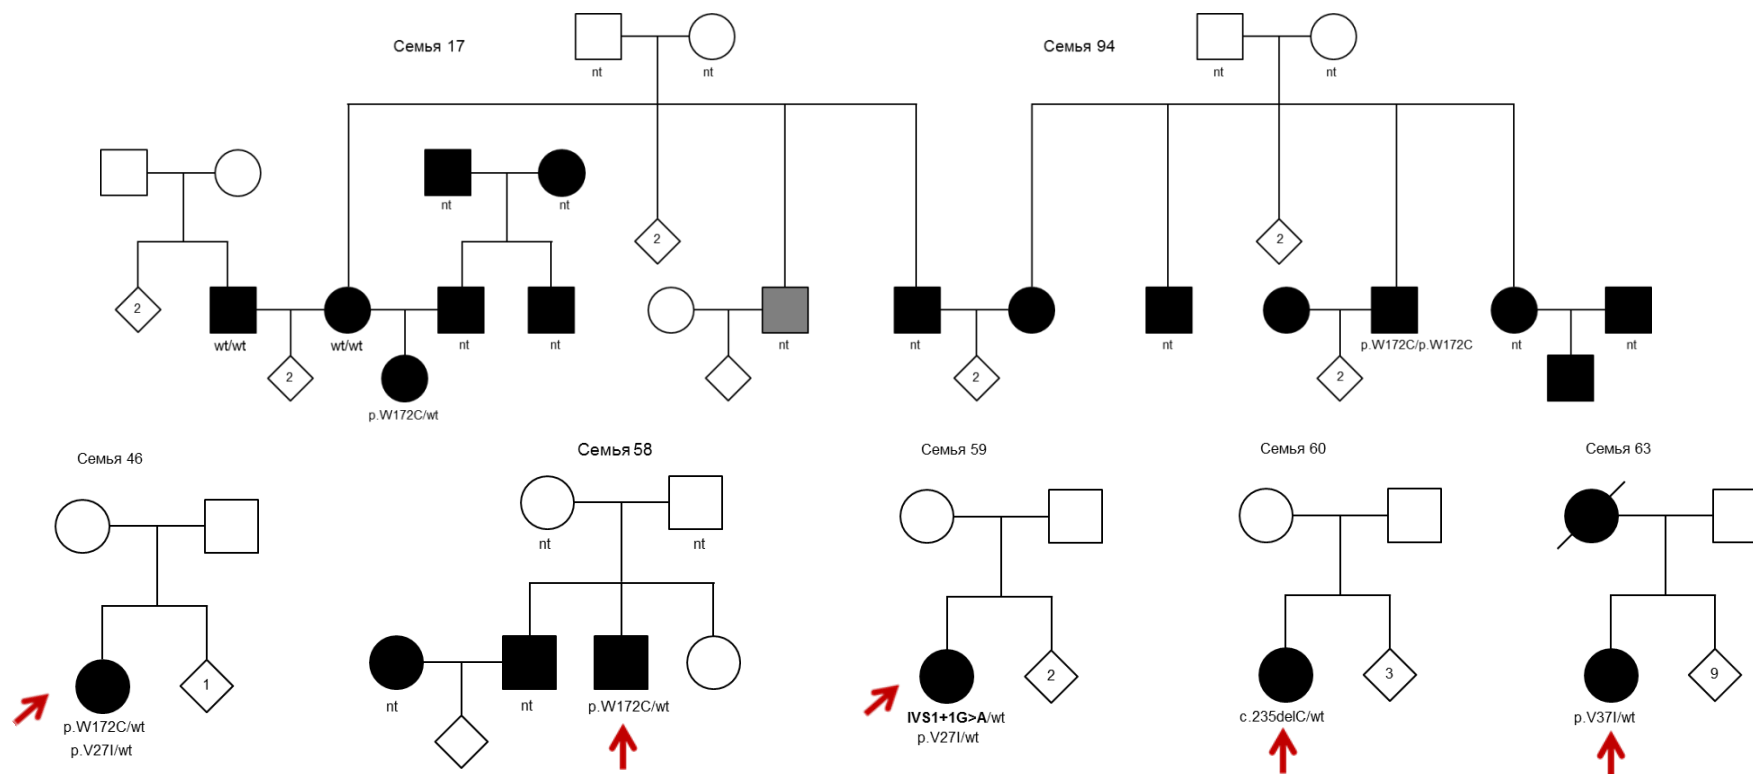 Семья 17
Семья 94
nt
nt
nt
nt
nt
nt
2
2
2
wt/wt
wt/wt
nt
nt
nt
nt
nt
p.W172C/p.W172C
nt
nt
2
p.W172C/wt
2
2
Семья 46
Семья 58
Семья 59
Семья 60
Семья 63
nt
nt
1
p.W172C/wt
p.V27I/wt
nt
nt
p.W172C/wt
2
IVS1+1G>A/wt
p.V27I/wt
3
c.235delC/wt
9
p.V37I/wt